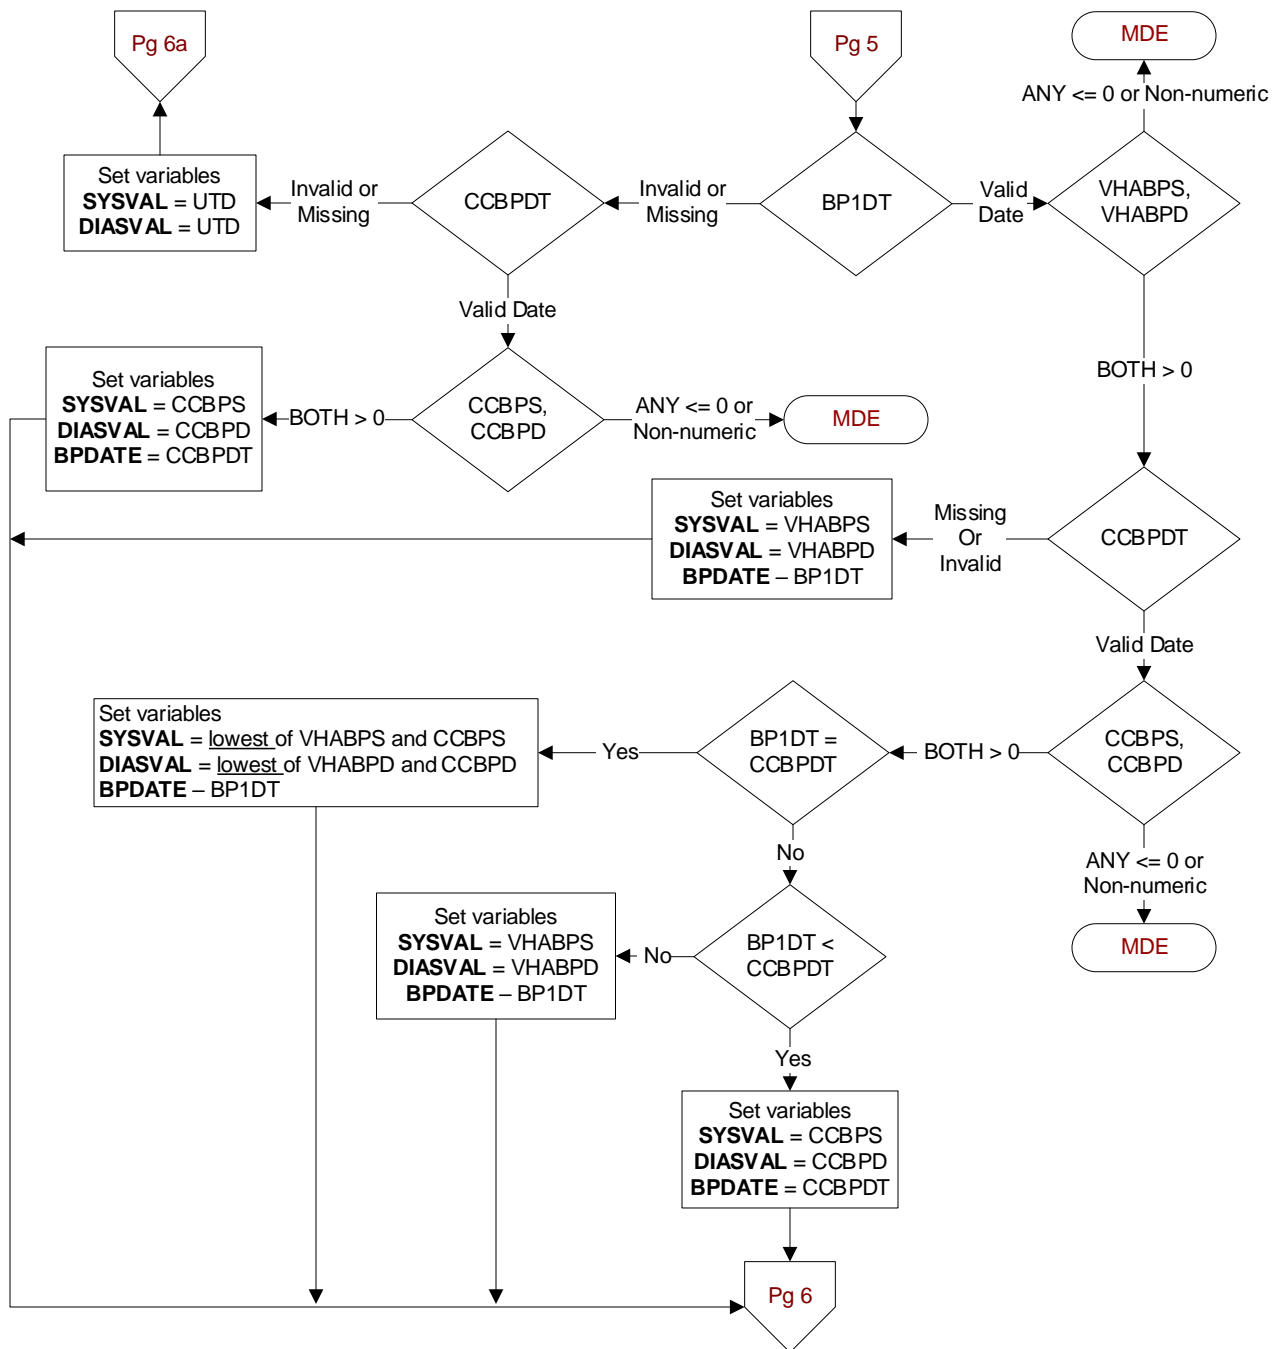 Pg 6a
Pg 5
MDE
ANY <= 0 or Non-numeric
Set variables
SYSVAL = UTD
DIASVAL = UTD
Invalid or
Missing
CCBPDT
Invalid or
Missing
BP1DT
Valid
Date
VHABPS,
VHABPD
Valid Date
BOTH > 0
Set variables
SYSVAL = CCBPS
DIASVAL = CCBPD
BPDATE = CCBPDT
BOTH > 0
CCBPS,
CCBPD
ANY <= 0 or
Non-numeric
MDE
Set variables
SYSVAL = VHABPS
DIASVAL = VHABPD
BPDATE – BP1DT
Missing
Or
Invalid
CCBPDT
Valid Date
Set variables
SYSVAL = lowest of VHABPS and CCBPS
DIASVAL = lowest of VHABPD and CCBPD
BPDATE – BP1DT
Yes
BP1DT =
CCBPDT
BOTH > 0
CCBPS,
CCBPD
No
ANY <= 0 or
Non-numeric
MDE
Set variables
SYSVAL = VHABPS
DIASVAL = VHABPD
BPDATE – BP1DT
No
BP1DT <
CCBPDT
Yes
Set variables
SYSVAL = CCBPS
DIASVAL = CCBPD
BPDATE = CCBPDT
Pg 6